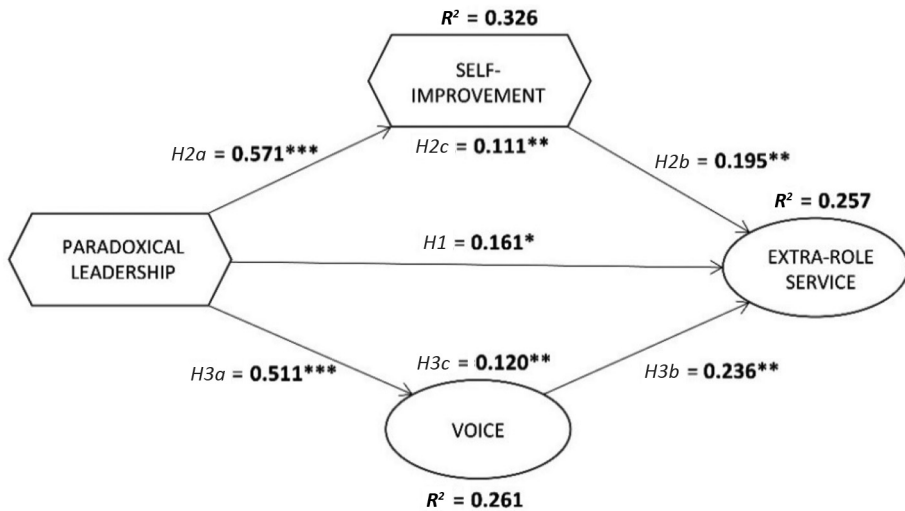 R² = 0.326
SELF-
IMPROVEMENT
H2a = 0.571***
H2c = 0.111**
H2b = 0.195**
R² = 0.257
PARADOXICAL
LEADERSHIP
H1 = 0.161*
EXTRA-ROLE
SERVICE
H3a = 0.511***
H3c = 0.120**
H3b = 0.236**
VOICE
R² = 0.261